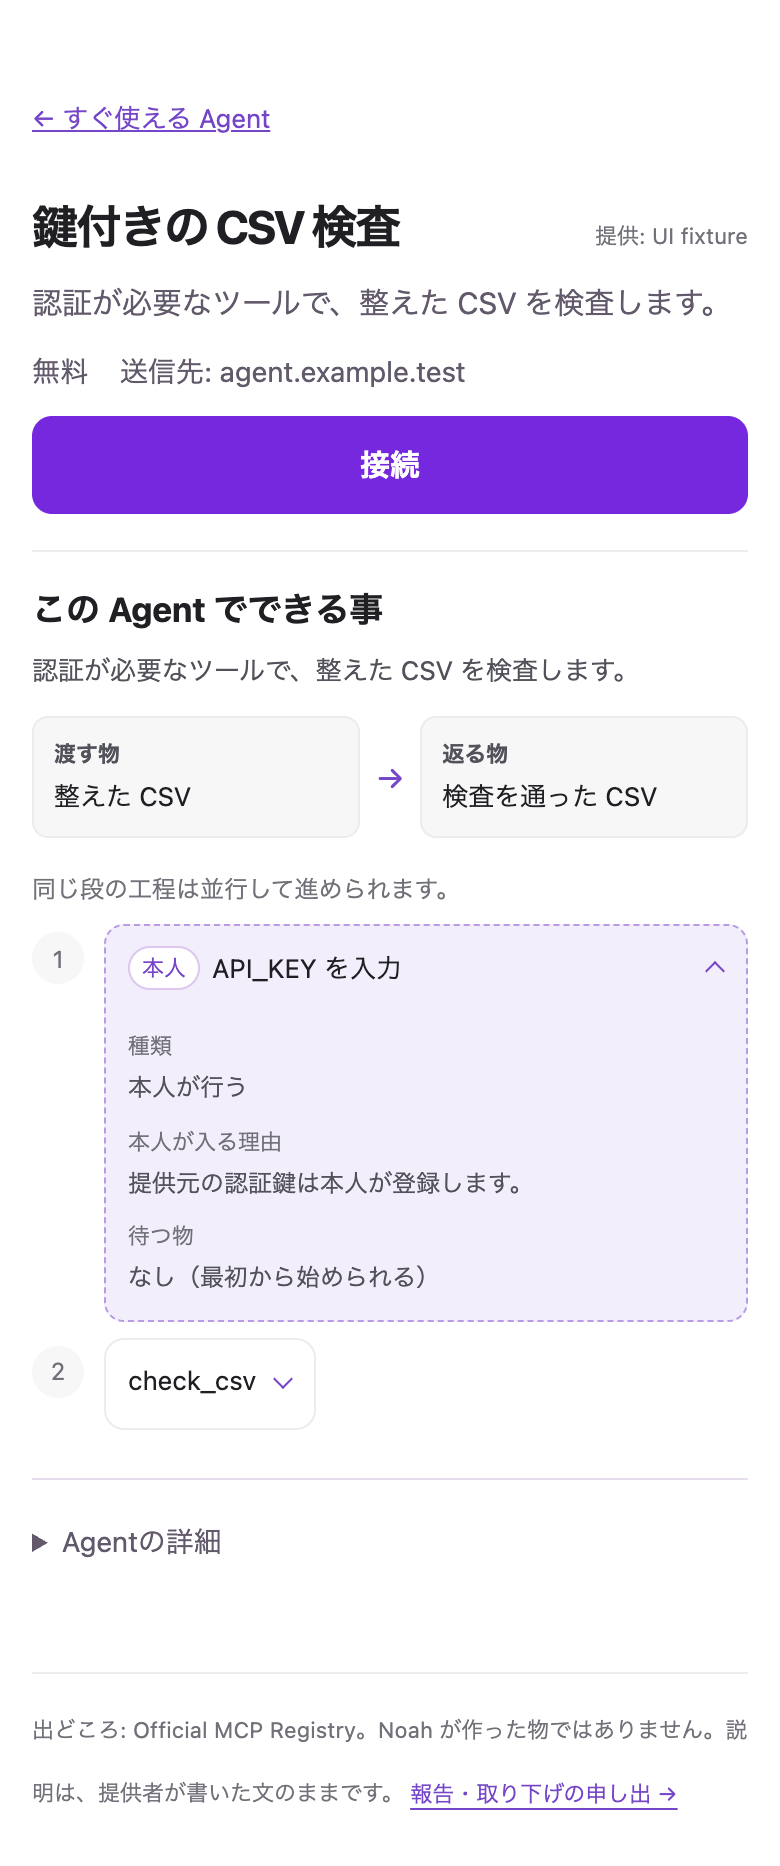 ← すぐ使える Agent
鍵付きの CSV 検査
提供: UI fixture
認証が必要なツールで、整えた CSV を検査します。
無料 送信先: agent.example.test
接続
この Agent でできる事
認証が必要なツールで、整えた CSV を検査します。
渡す物
整えた CSV
→
返る物
検査を通った CSV
同じ段の工程は並行して進められます。
1
本人 API_KEY を入力
種類
本人が行う
本人が入る理由
提供元の認証鍵は本人が登録します。
待つ物
なし（最初から始められる）
2
check_csv
Agentの詳細
出どころ: Official MCP Registry。Noah が作った物ではありません。説
明は、提供者が書いた文のままです。 報告・取り下げの申し出 →